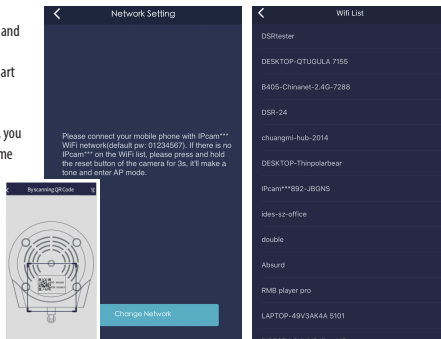 and
art
you
me
Network Setting
Please connect your mobile phone with IPcam***
WiFi network(default pw: 01234567). If there is no
IPcam*** on the WiFi list, please press and hold
the reset button of the camera for 3s, it'll make a
tone and enter AP mode.
Change Network
By scanning QR Code
Wifi List
DSRtester
DESKTOP-QTUGULA 7155
B405-Chinanet-2.4G-7288
DSR-24
chuangmi-hub-2014
DESKTOP-Thinpolarbear
IPcam***892-JBGNS
ides-sz-office
double
Absurd
RMB player pro
LAPTOP-49V3AK4A 5101